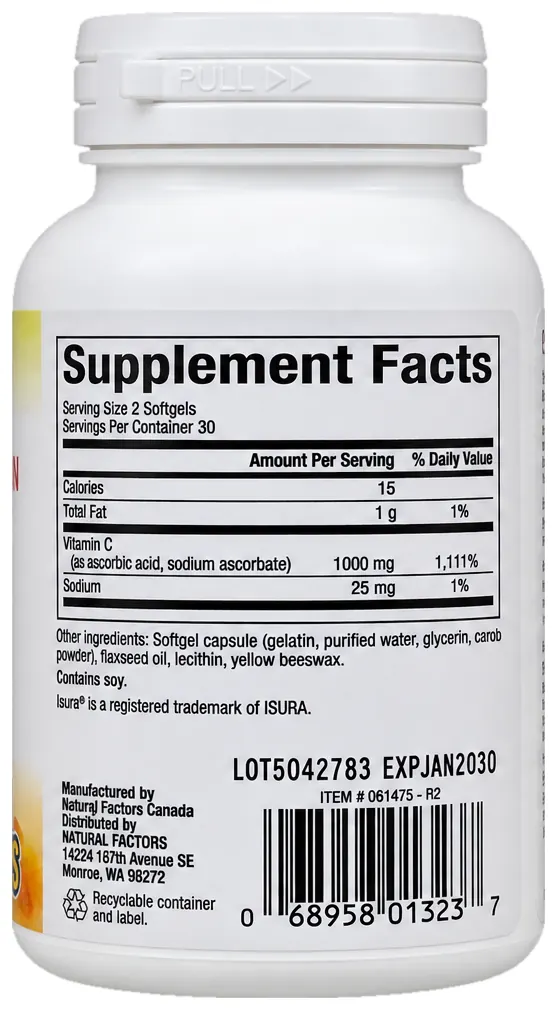 PULL
Supplement Facts
Serving Size 2 Softgels
Servings Per Container 30
Amount Per Serving % Daily Value
Calories 15
Total Fat 1 g 1%
Vitamin C
(as ascorbic acid, sodium ascorbate) 1000 mg 1,111%
Sodium 25 mg 1%
Other ingredients: Softgel capsule (gelatin, purified water, glycerin, carob
powder), flaxseed oil, lecithin, yellow beeswax.
Contains soy.
Isura® is a registered trademark of ISURA.
LOT5042783 EXPJAN2030
ITEM # 061475 - R2
Manufactured by
Natural Factors Canada
Distributed by
NATURAL FACTORS
14224 167th Avenue SE
Monroe, WA 98272
Recyclable container
and label.
0 68958 01323 7